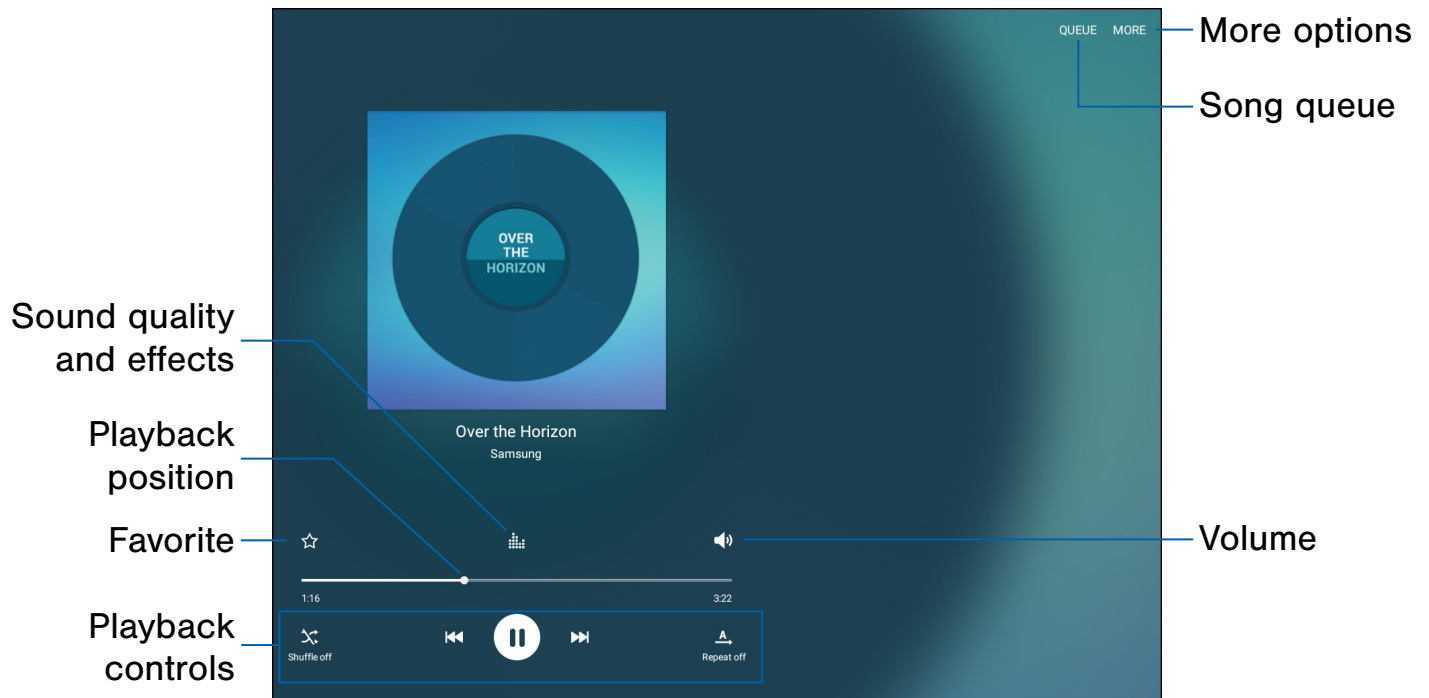 QUEUE MORE
More options
Song queue
OVER
THE
HORIZON
Sound quality
and effects
Over the Horizon
Samsung
Playback
position
Favorite
Volume
1:16
3:22
Playback
controls
Shuffle off
A
Repeat off